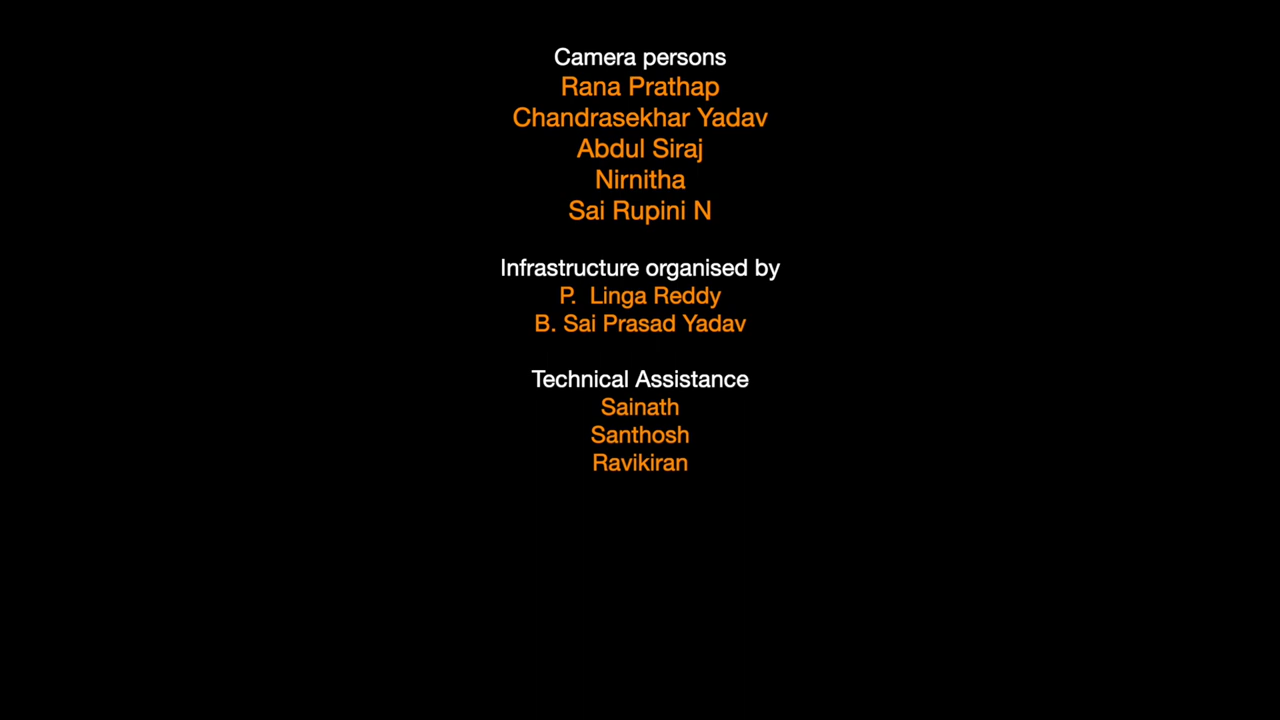 Camera persons
Rana Prathap
Chandrasekhar Yadav
Abdul Siraj
Nirnitha
Sai Rupini N
Infrastructure organised by
P.  Linga Reddy
B. Sai Prasad Yadav
Technical Assistance
Sainath
Santhosh
Ravikiran